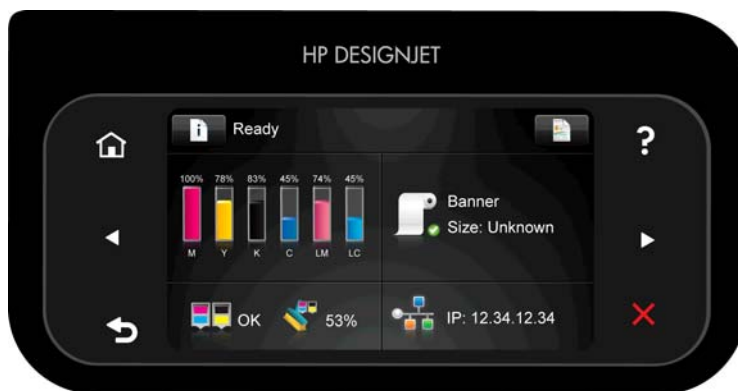 HP DESIGNJET
i Ready
?
100% 78% 83% 45% 74% 45%
M Y K C LM LC
Banner
Size: Unknown
OK
53%
IP: 12.34.12.34